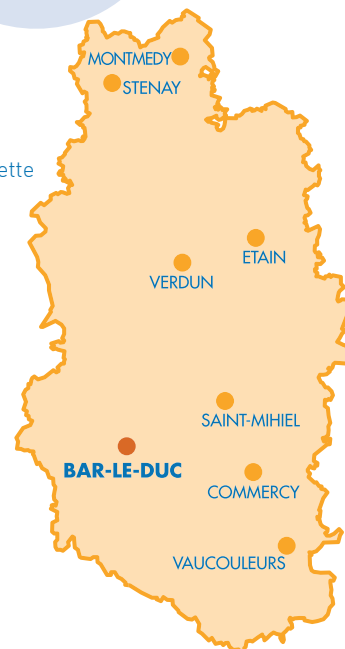 MONTMEDY
STENAY
ette
ETAIN
VERDUN
SAINT-MIHIEL
BAR-LE-DUC
COMMERCY
VAUCOULEURS